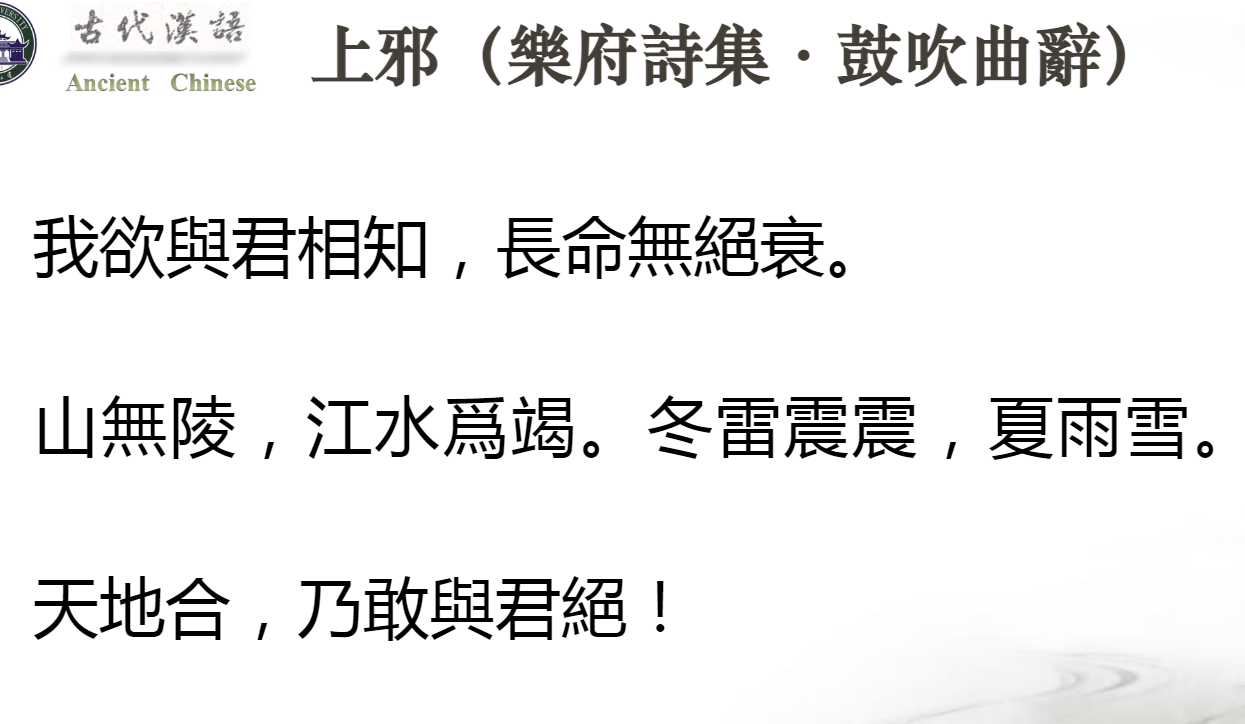 古代漢語
Ancient Chinese
上邪（樂府詩集·鼓吹曲辭）
我欲與君相知，長命無絕衰。
山無陵，江水爲竭。冬雷震震，夏雨雪。
天地合，乃敢與君絕！